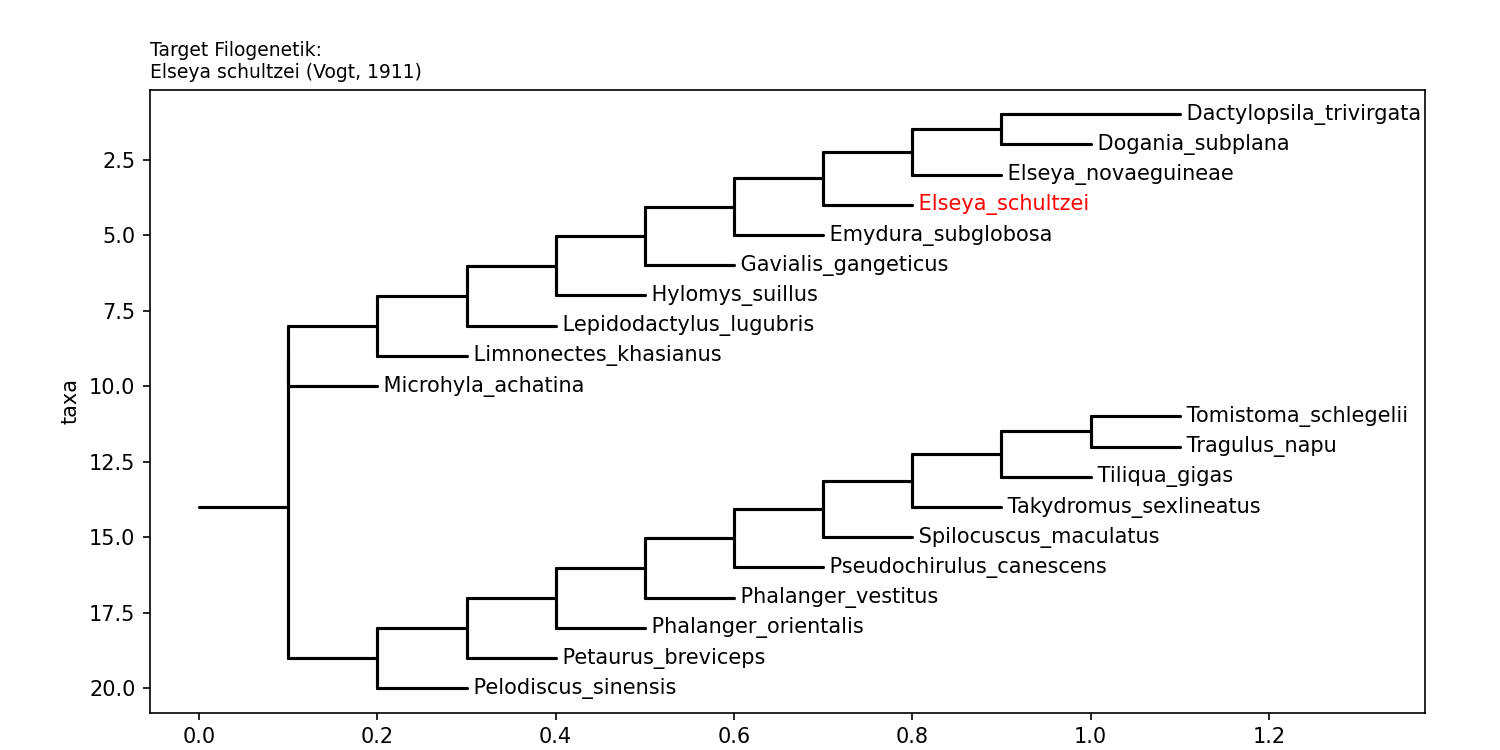 Target Filogenetik:
Elseya schultzei (Vogt, 1911)
Dactylopsila_trivirgata
Dogania_subplana
2.5
Elseya_novaeguineae
Elseya_schultzei
5.0
Emydura_subglobosa
Gavialis_gangeticus
Hylomys_suillus
7.5
Lepidodactylus_lugubris
Limnonectes_khasianus
10.0
Microhyla_achatina
taxa
Tomistoma_schlegelii
Tragulus_napu
12.5
Tiliqua_gigas
Takydromus_sexlineatus
15.0
Spilocuscus_maculatus
Pseudochirulus_canescens
Phalanger_vestitus
17.5
Phalanger_orientalis
Petaurus_breviceps
20.0
Pelodiscus_sinensis
0.0 0.2 0.4 0.6 0.8 1.0 1.2